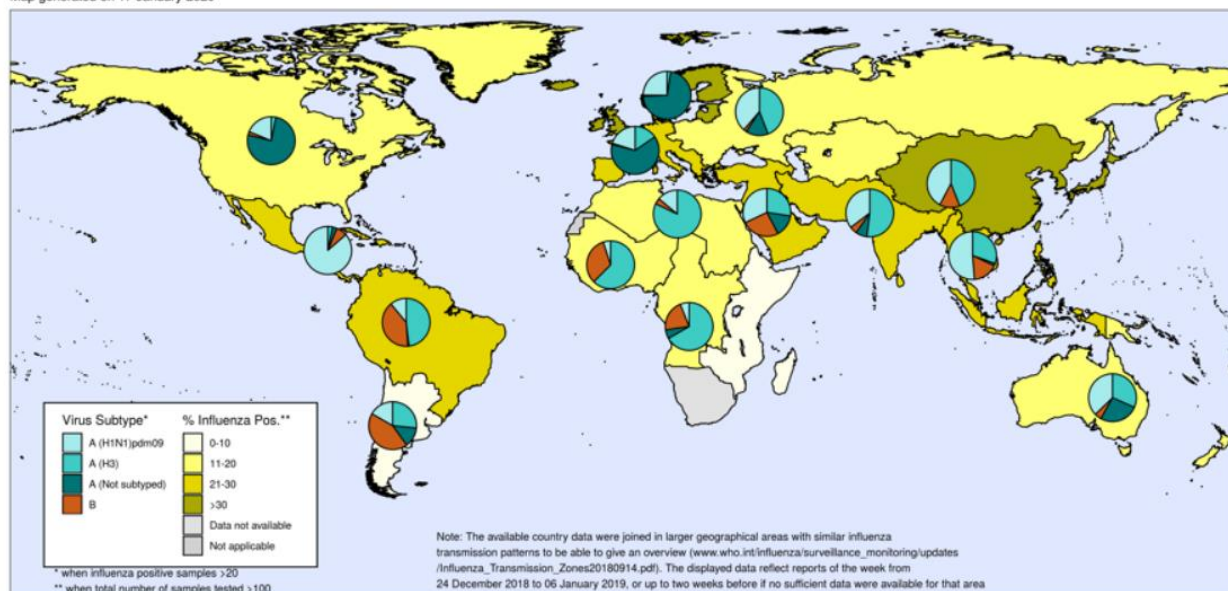 Virus Subtype*
A (H1N1)pdm09
A (H3)
A (Not subtyped)
B
% Influenza Pos.**
0-10
11-20
21-30
>30
Data not available
Not applicable
* when influenza positive samples >20
** when total number of samples tested >100
Note: The available country data were joined in larger geographical areas with similar influenza
transmission patterns to be able to give an overview (www.who.int/influenza/surveillance_monitoring/updates
/Influenza_Transmission_Zones20180914.pdf). The displayed data reflect reports of the week from
24 December 2018 to 06 January 2019, or up to two weeks before if no sufficient data were available for that area